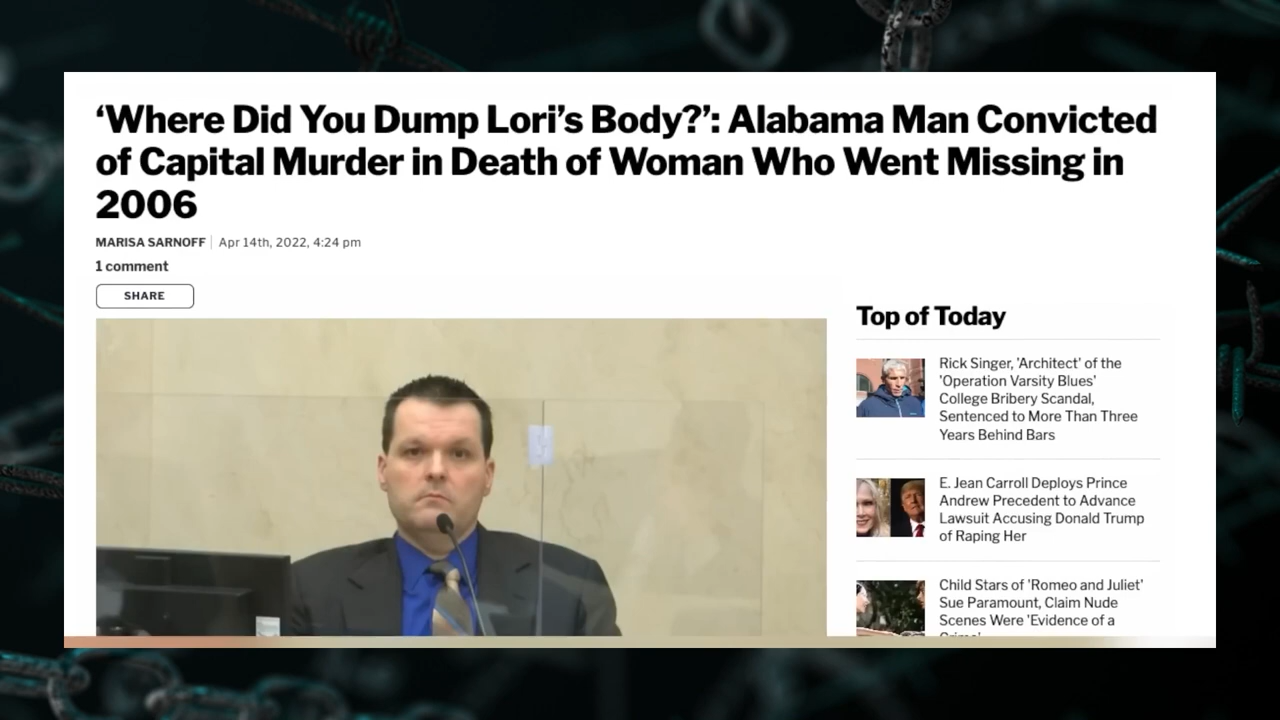 ‘Where Did You Dump Lori’s Body?’: Alabama Man Convicted
of Capital Murder in Death of Woman Who Went Missing in
2006
MARISA SARNOFF | Apr 14th, 2022, 4:24 pm
1 comment
SHARE
Top of Today
Rick Singer, 'Architect' of the
'Operation Varsity Blues'
College Bribery Scandal,
Sentenced to More Than Three
Years Behind Bars
E. Jean Carroll Deploys Prince
Andrew Precedent to Advance
Lawsuit Accusing Donald Trump
of Raping Her
Child Stars of 'Romeo and Juliet'
Sue Paramount, Claim Nude
Scenes Were 'Evidence of a